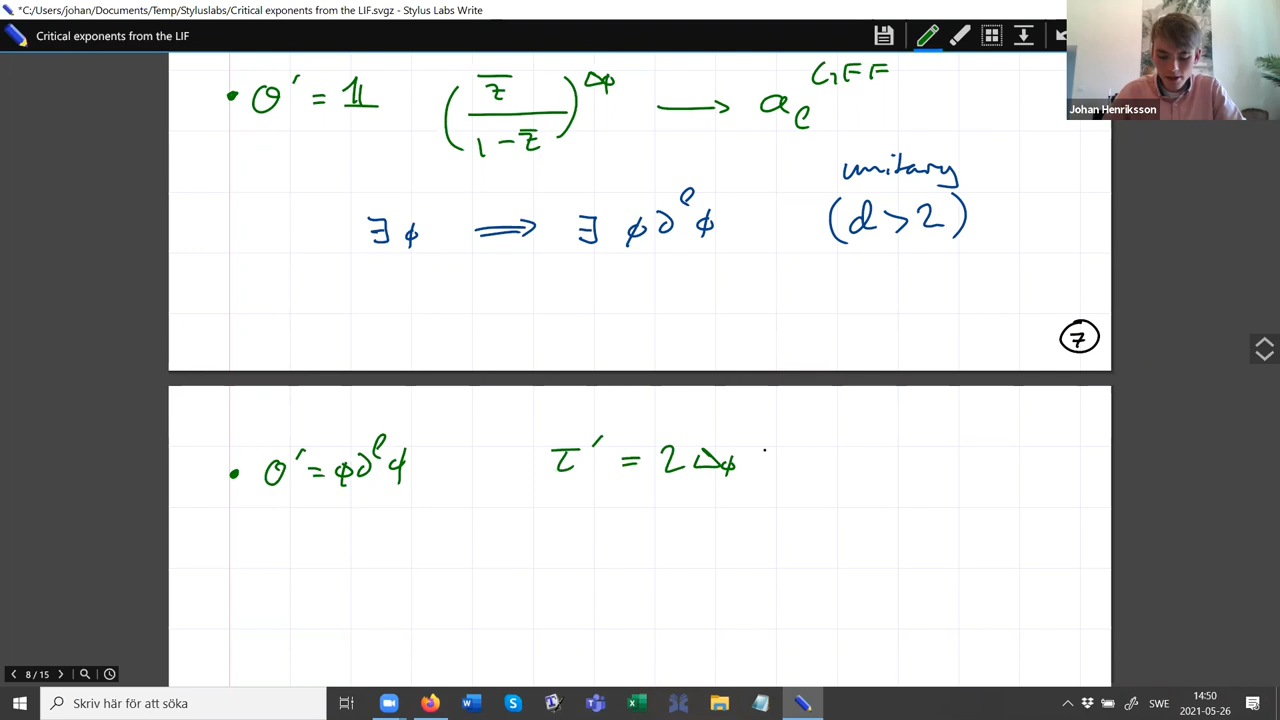 *C:/Users/johan/Documents/Temp/Styluslabs/Critical exponents from the LIF.svgz - Stylus Labs Write
Critical exponents from the LIF
Johan Henriksson
• O′ = 𝟙 (z̄ / 1 − z̄)^Δφ ⟶ a_ℓ^GFF
∃ φ ⟹ ∃ φ∂^ℓφ unitary (d > 2)
7
• O′ = φ∂^ℓφ τ′ = 2Δφ
8 / 15
Skriv här för att söka
SWE
14:50
2021-05-26